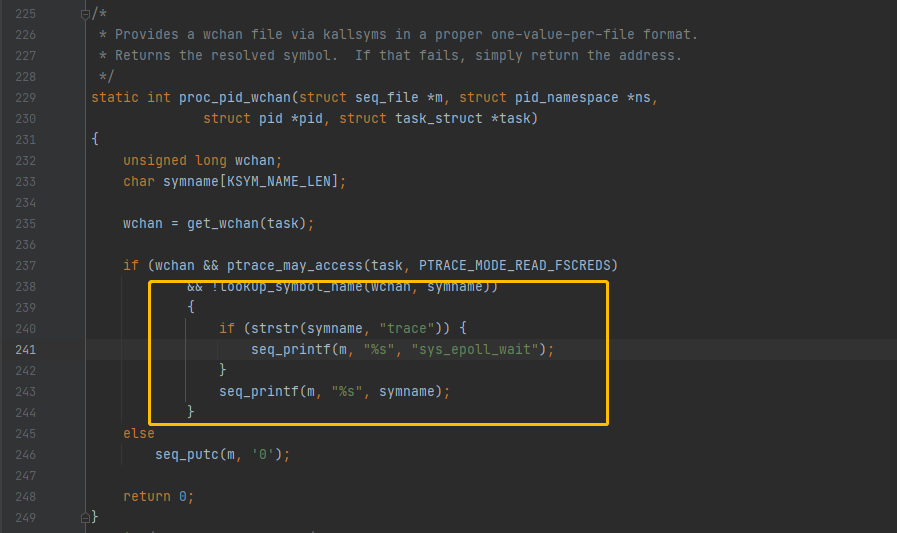 225 /*
226 * Provides a wchan file via kallsyms in a proper one-value-per-file format.
227 * Returns the resolved symbol. If that fails, simply return the address.
228 */
229 static int proc_pid_wchan(struct seq_file *m, struct pid_namespace *ns,
230 struct pid *pid, struct task_struct *task)
231 {
232 unsigned long wchan;
233 char symname[KSYM_NAME_LEN];
234
235 wchan = get_wchan(task);
236
237 if (wchan && ptrace_may_access(task, PTRACE_MODE_READ_FSCREDS)
238 && !lookup_symbol_name(wchan, symname))
239 {
240 if (strstr(symname, "trace")) {
241 seq_printf(m, "%s", "sys_epoll_wait");
242 }
243 seq_printf(m, "%s", symname);
244 }
245 else
246 seq_putc(m, '0');
247
248 return 0;
249 }